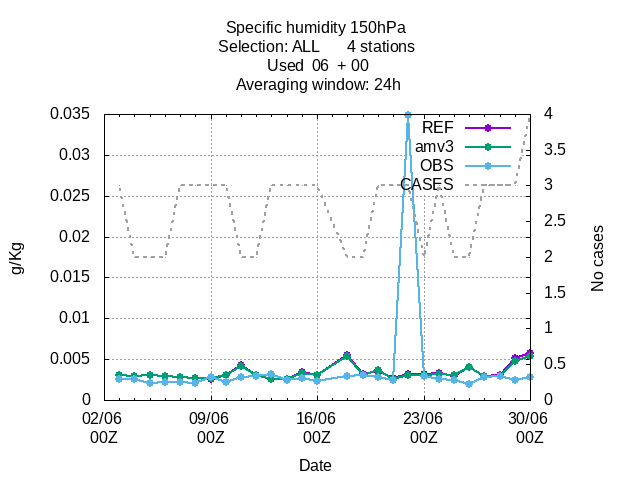 Specific humidity 150hPa
Selection: ALL 4 stations
Used 06 + 00
Averaging window: 24h
0.035
0.03
0.025
0.02
0.015
0.01
0.005
0
g/Kg
4
3.5
3
2.5
2
1.5
1
0.5
0
No cases
REF
amv3
OBS
CASES
02/06 09/06 16/06 23/06 30/06
00Z 00Z 00Z 00Z 00Z
Date